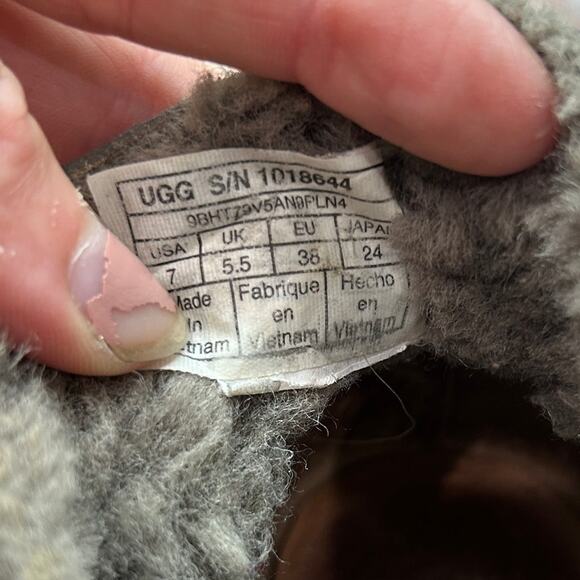 UGG S/N 1018644
9BHTZ9V5AN9PLN4
USA UK EU JAPAN
7 5.5 38 24
Made Fabrique Hecho
in en en
Vietnam Vietnam Vietnam